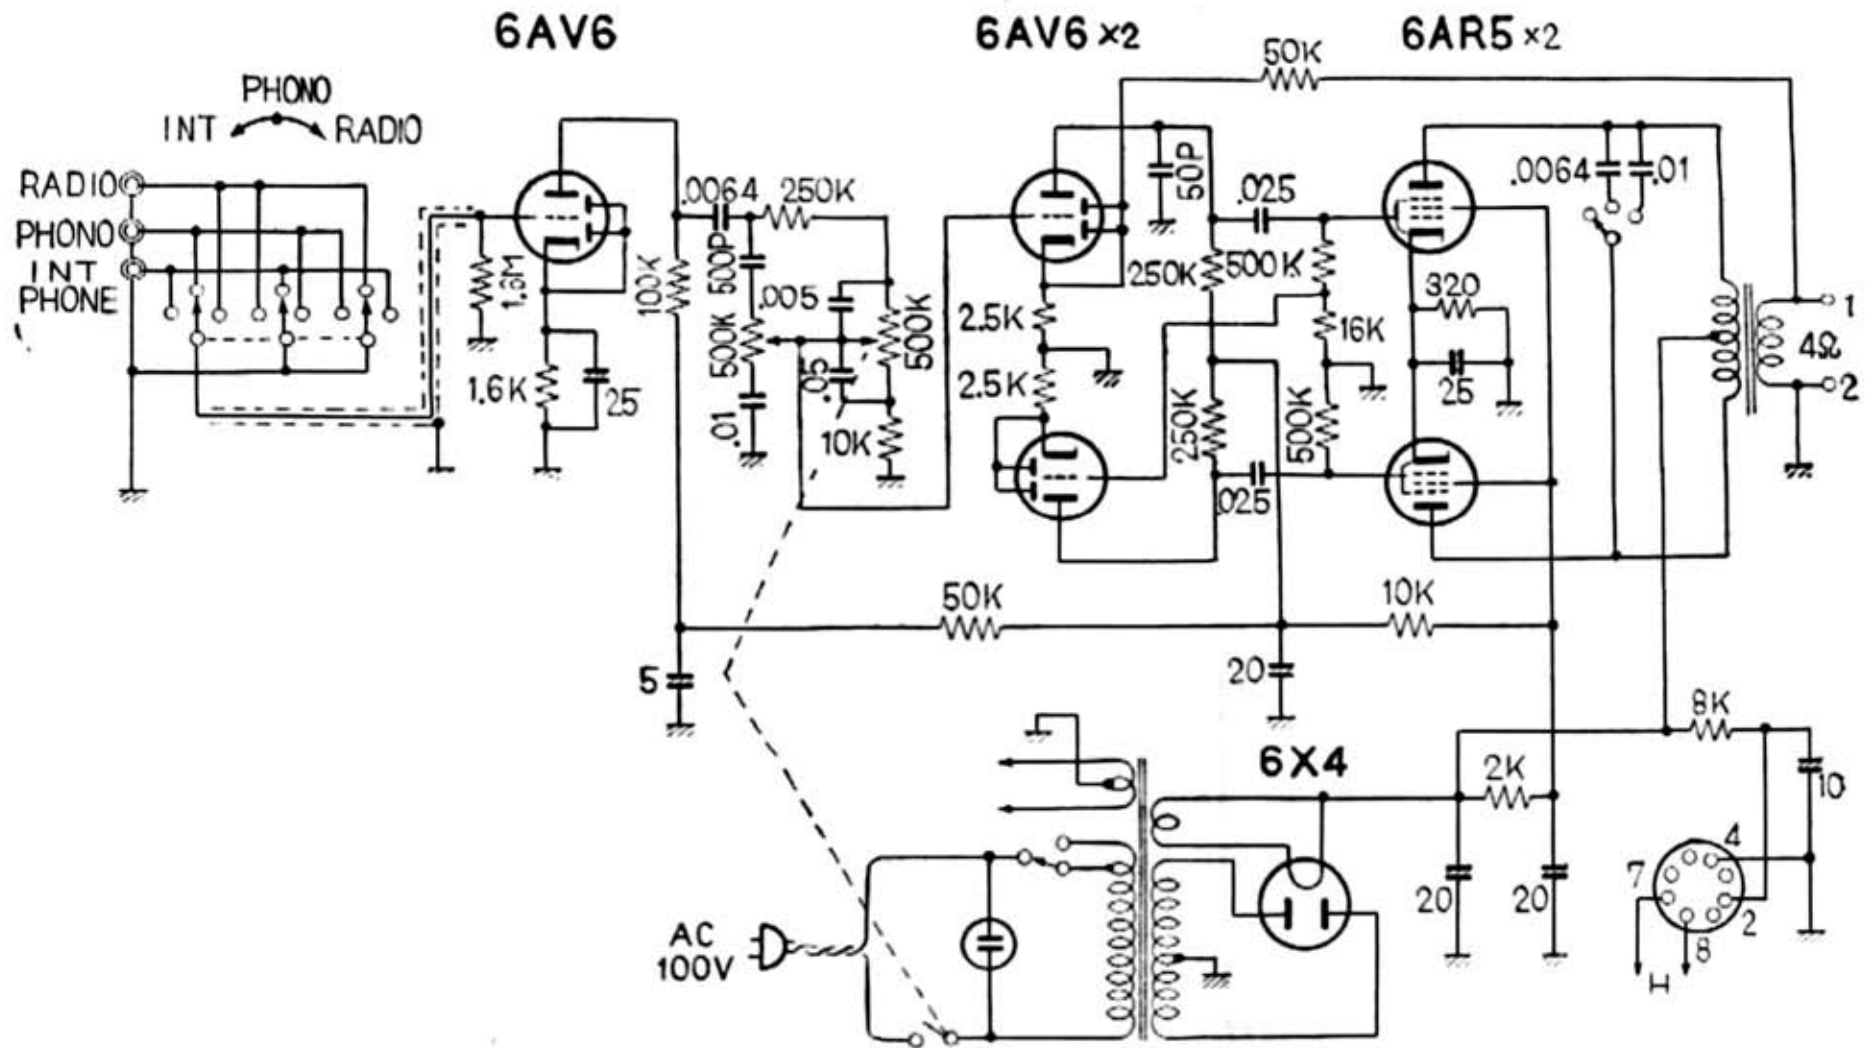 6AV6
6AV6 ×2
6AR5 ×2
PHONO
INT
RADIO
RADIO
PHONO
INT
PHONE
1.6K
25
100K
.0064
250K
500P
500K
.01
.005
.05
500K
10K
50K
50P
2.5K
2.5K
250K
250K
.025
.025
500K
16K
500K
320
25
.0064
.01
1
4Ω
2
50K
10K
5
20
6X4
2K
8K
10
20
20
4
7
2
8
H
AC
100V